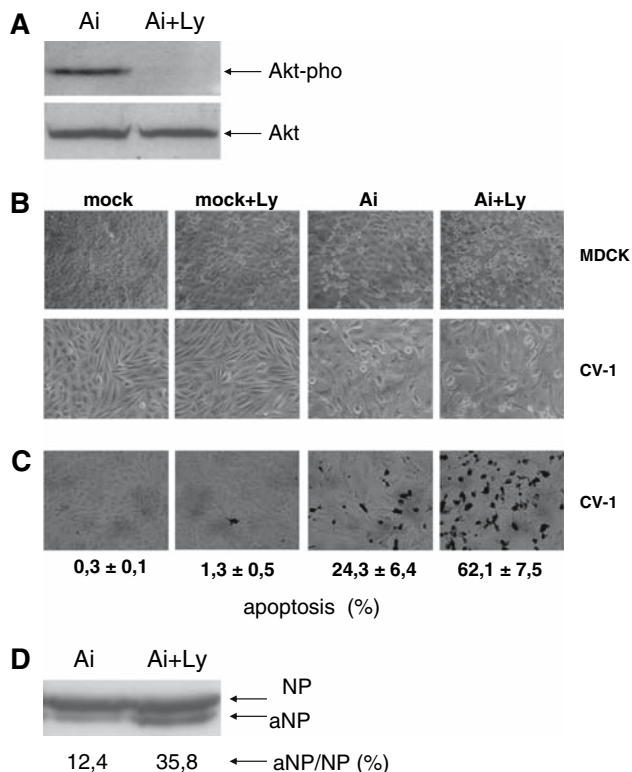 A
Ai Ai+Ly
Akt-pho
Akt
B
mock mock+Ly Ai Ai+Ly
MDCK
CV-1
C
CV-1
0,3 ± 0,1 1,3 ± 0,5 24,3 ± 6,4 62,1 ± 7,5
apoptosis (%)
D
Ai Ai+Ly
NP
aNP
12,4 35,8 aNP/NP (%)